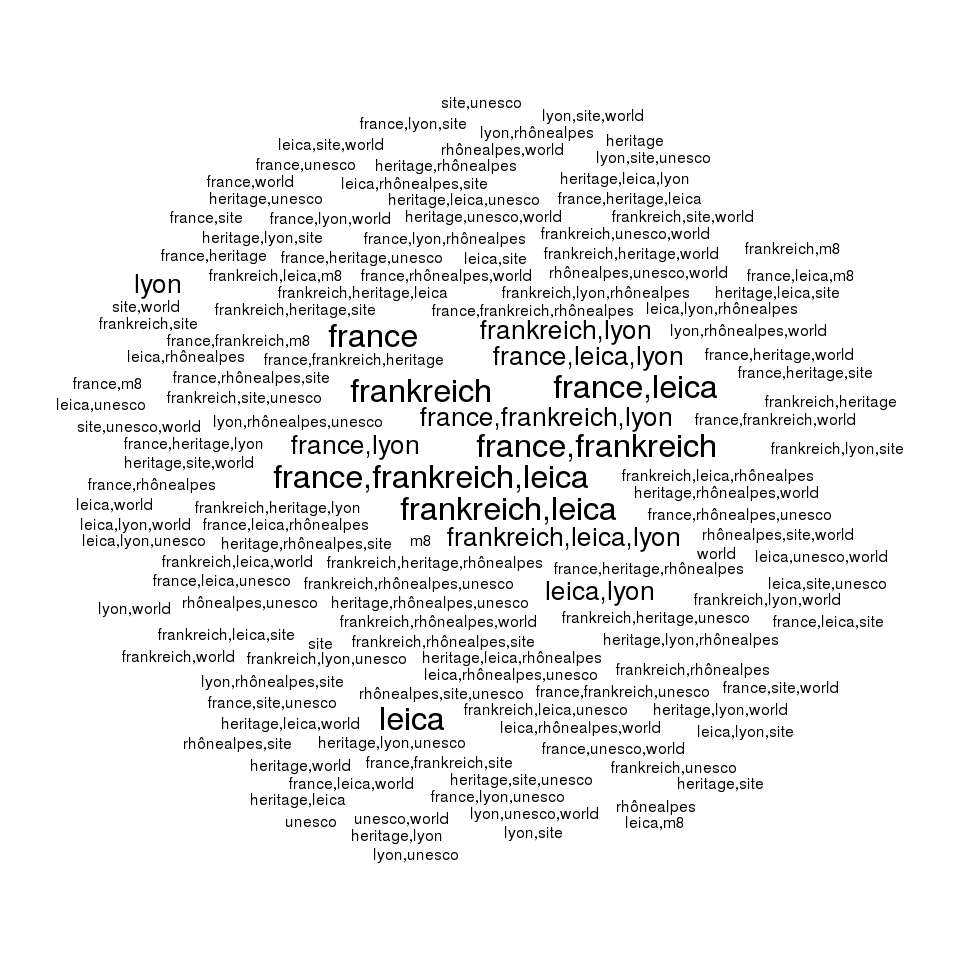 site,unesco
lyon,site,world
france,lyon,site
lyon,rhônealpes
heritage
leica,site,world
rhônealpes,world
lyon,site,unesco
france,unesco
heritage,rhônealpes
heritage,leica,lyon
france,world
leica,rhônealpes,site
heritage,unesco
heritage,leica,unesco
france,heritage,leica
france,site
france,lyon,world
heritage,unesco,world
frankreich,site,world
heritage,lyon,site
france,lyon,rhônealpes
frankreich,unesco,world
frankreich,m8
france,heritage
france,heritage,unesco
leica,site
frankreich,heritage,world
lyon
frankreich,leica,m8
france,rhônealpes,world
rhônealpes,unesco,world
france,leica,m8
frankreich,heritage,leica
frankreich,lyon,rhônealpes
heritage,leica,site
site,world
frankreich,heritage,site
france,frankreich,rhônealpes
leica,lyon,rhônealpes
frankreich,site
france,frankreich,m8
france
frankreich,lyon
lyon,rhônealpes,world
leica,rhônealpes
france,frankreich,heritage
france,leica,lyon
france,heritage,world
france,m8
france,rhônealpes,site
france,heritage,site
frankreich
france,leica
leica,unesco
frankreich,site,unesco
frankreich,heritage
site,unesco,world
lyon,rhônealpes,unesco
france,frankreich,lyon
france,frankreich,world
france,heritage,lyon
france,lyon
france,frankreich
frankreich,lyon,site
heritage,site,world
france,rhônealpes
france,frankreich,leica
frankreich,leica,rhônealpes
heritage,rhônealpes,world
leica,world
frankreich,heritage,lyon
frankreich,leica
france,rhônealpes,unesco
leica,lyon,world
france,leica,rhônealpes
leica,lyon,unesco
heritage,rhônealpes,site
m8
frankreich,leica,lyon
rhônealpes,site,world
world
leica,unesco,world
frankreich,leica,world
frankreich,heritage,rhônealpes
france,heritage,rhônealpes
france,leica,unesco
frankreich,rhônealpes,unesco
leica,lyon
leica,site,unesco
lyon,world
rhônealpes,unesco
heritage,rhônealpes,unesco
frankreich,lyon,world
frankreich,rhônealpes,world
frankreich,heritage,unesco
france,leica,site
frankreich,leica,site
site
frankreich,rhônealpes,site
heritage,lyon,rhônealpes
frankreich,world
frankreich,lyon,unesco
heritage,leica,rhônealpes
leica,rhônealpes,unesco
frankreich,rhônealpes
lyon,rhônealpes,site
rhônealpes,site,unesco
france,frankreich,unesco
france,site,world
france,site,unesco
leica
frankreich,leica,unesco
heritage,lyon,world
heritage,leica,world
leica,rhônealpes,world
leica,lyon,site
rhônealpes,site
heritage,lyon,unesco
france,unesco,world
heritage,world
france,frankreich,site
frankreich,unesco
france,leica,world
heritage,site,unesco
heritage,site
heritage,leica
france,lyon,unesco
rhônealpes
unesco
unesco,world
lyon,unesco,world
leica,m8
heritage,lyon
lyon,site
lyon,unesco